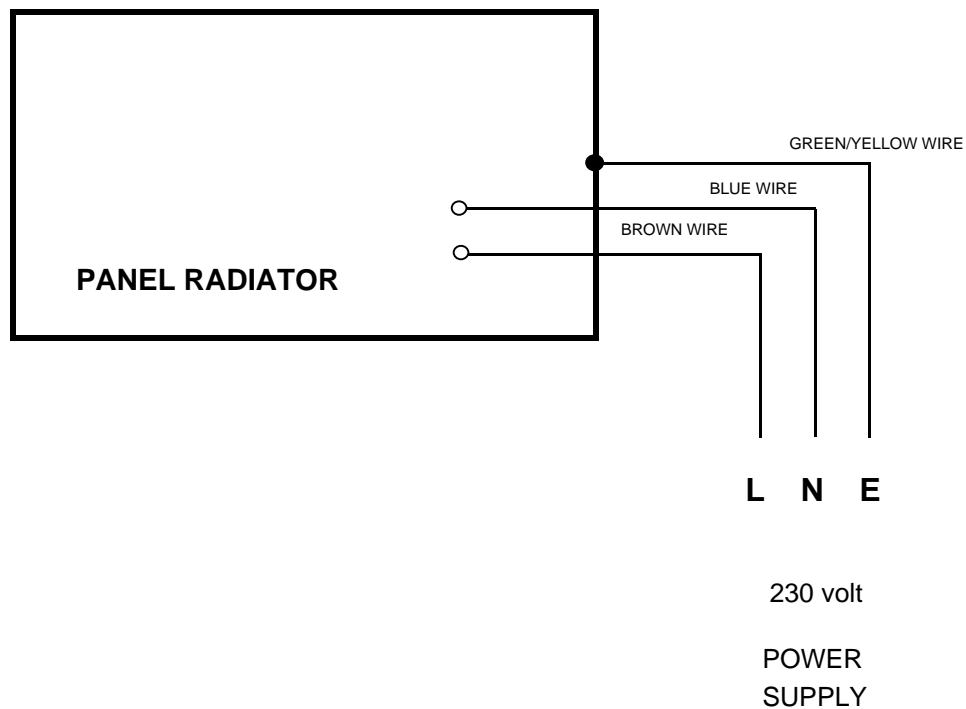 GREEN/YELLOW WIRE
BLUE WIRE
BROWN WIRE
PANEL RADIATOR
L N E
230 volt
POWER
SUPPLY